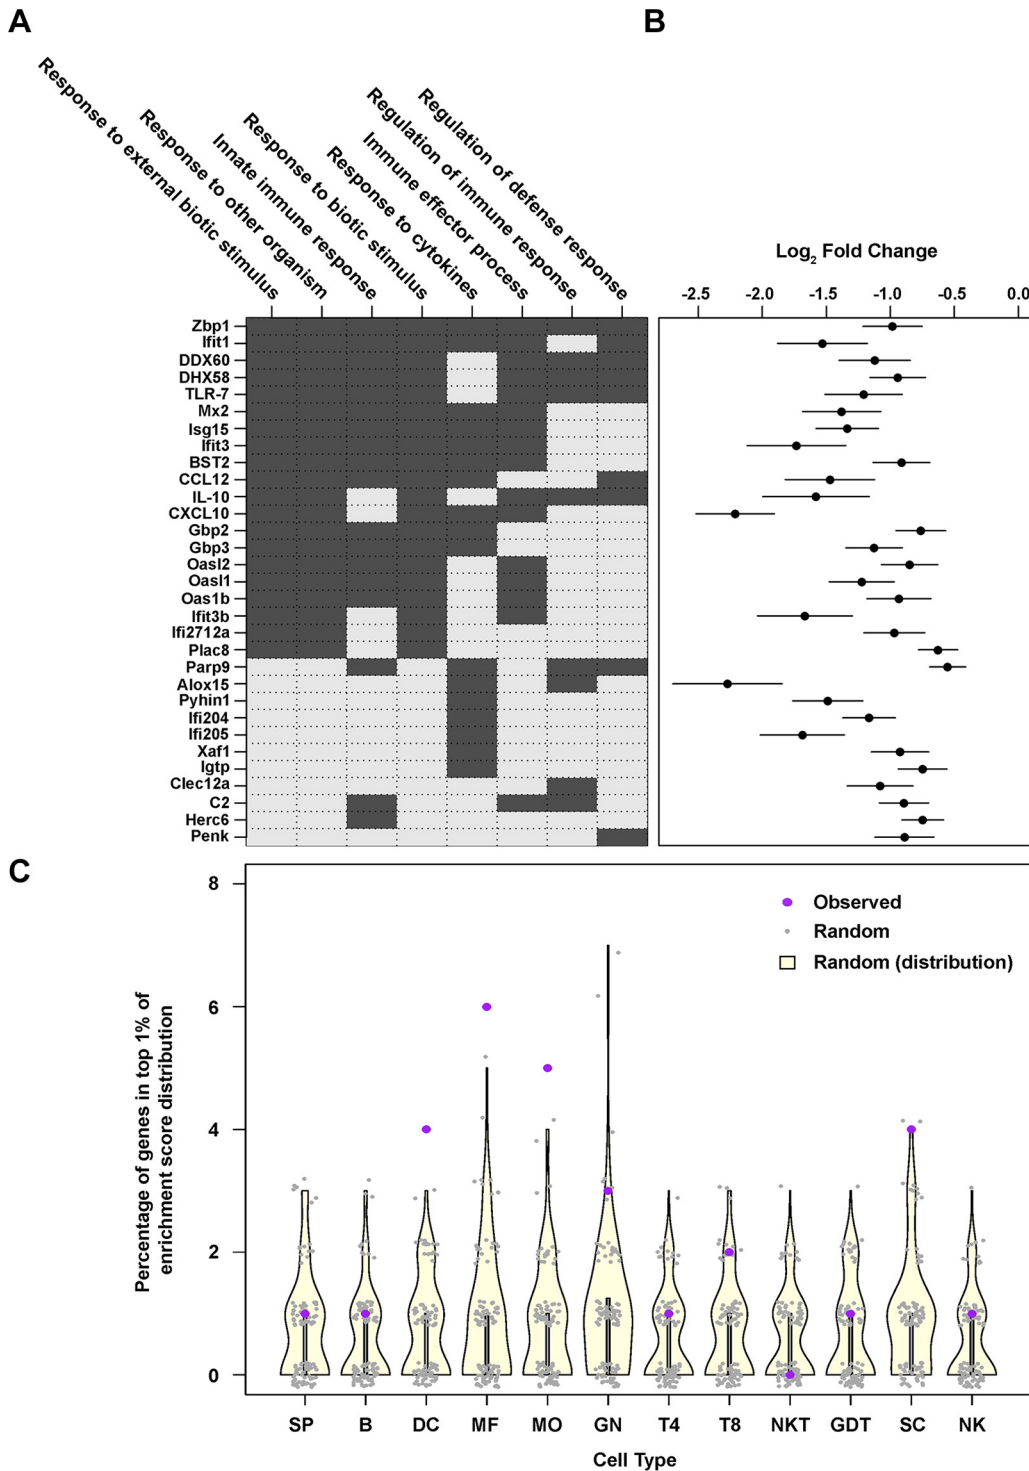 A
B
Response to external biotic stimulus
Response to other organism
Innate immune response
Response to biotic stimulus
Response to cytokines
Immune effector process
Regulation of immune response
Regulation of defense response
Log2 Fold Change
-2.5 -2.0 -1.5 -1.0 -0.5 0.0
Zbp1
Ifit1
DDX60
DHX58
TLR-7
Mx2
Isg15
Ifit3
BST2
CCL12
IL-10
CXCL10
Gbp2
Gbp3
Oasl2
Oasl1
Oas1b
Ifit3b
Ifi2712a
Plac8
Parp9
Alox15
Pyhin1
Ifi204
Ifi205
Xaf1
Igtp
Clec12a
C2
Herc6
Penk
C
Percentage of genes in top 1% of
enrichment score distribution
8
6
4
2
0
Observed
Random
Random (distribution)
SP B DC MF MO GN T4 T8 NKT GDT SC NK
Cell Type